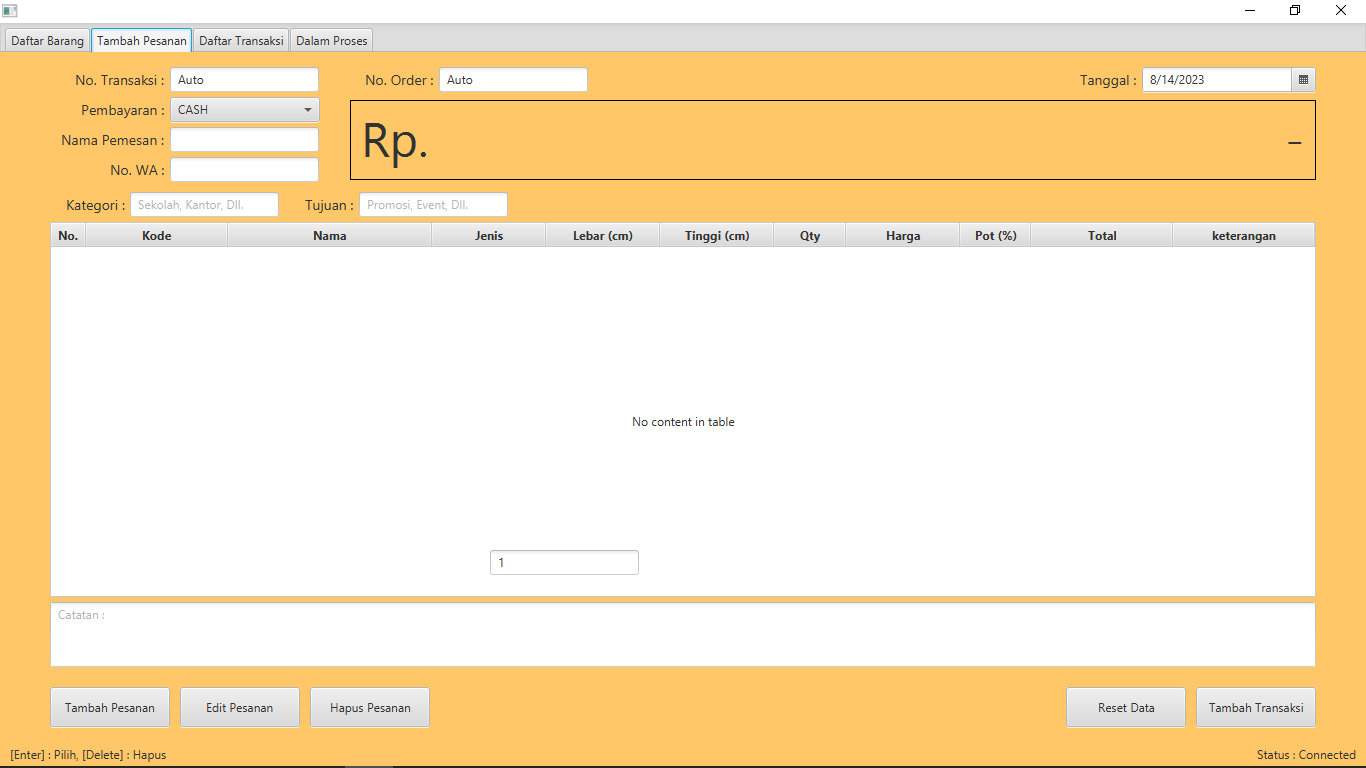 Daftar Barang Tambah Pesanan Daftar Transaksi Dalam Proses
No. Transaksi : Auto No. Order : Auto Tanggal : 8/14/2023
Pembayaran : CASH
Rp. –
Nama Pemesan :
No. WA :
Kategori : Sekolah, Kantor, Dll. Tujuan : Promosi, Event, Dll.
No. Kode Nama Jenis Lebar (cm) Tinggi (cm) Qty Harga Pot (%) Total keterangan
No content in table
1
Catatan :
Tambah Pesanan Edit Pesanan Hapus Pesanan Reset Data Tambah Transaksi
[Enter] : Pilih, [Delete] : Hapus Status : Connected